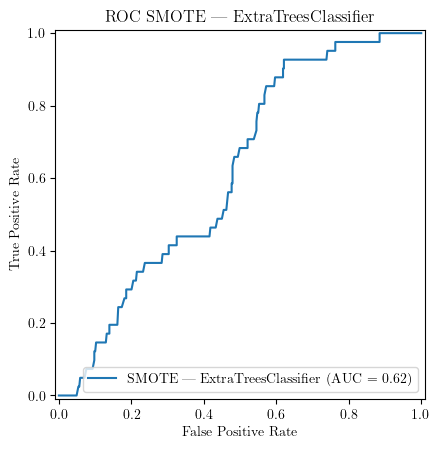 ROC SMOTE — ExtraTreesClassifier
1.0
0.8
0.6
0.4
0.2
0.0
True Positive Rate
SMOTE — ExtraTreesClassifier (AUC = 0.62)
0.0 0.2 0.4 0.6 0.8 1.0
False Positive Rate